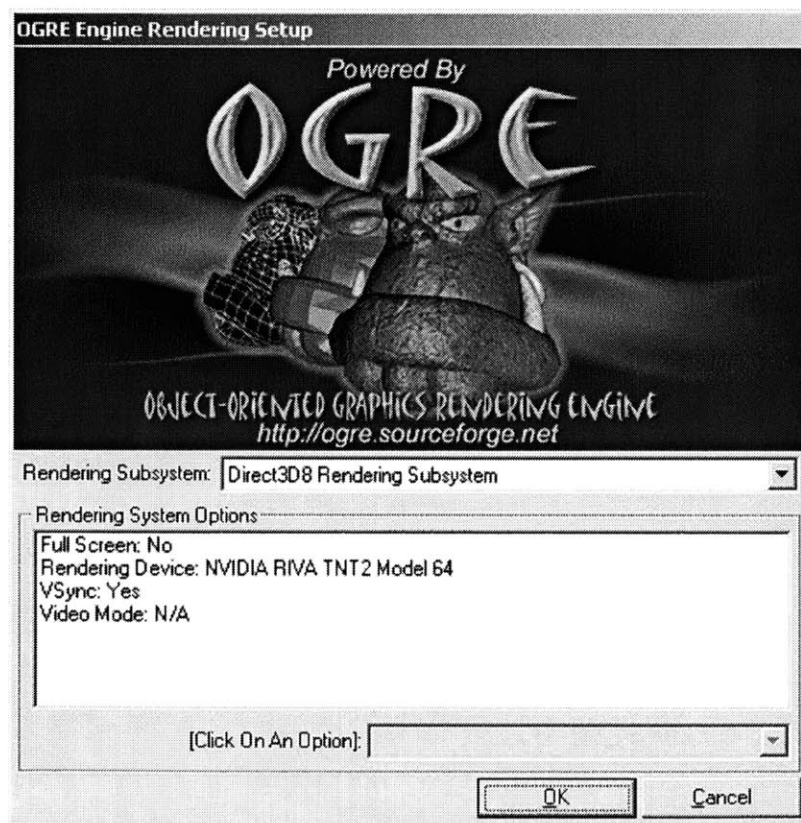 OGRE Engine Rendering Setup
Powered By
OGRE
OBJECT-ORIENTED GRAPHICS RENDERING ENGINE
http://ogre.sourceforge.net
Rendering Subsystem: Direct3D8 Rendering Subsystem
Rendering System Options
Full Screen: No
Rendering Device: NVIDIA RIVA TNT2 Model 64
VSync: Yes
Video Mode: N/A
[Click On An Option]:
OK Cancel